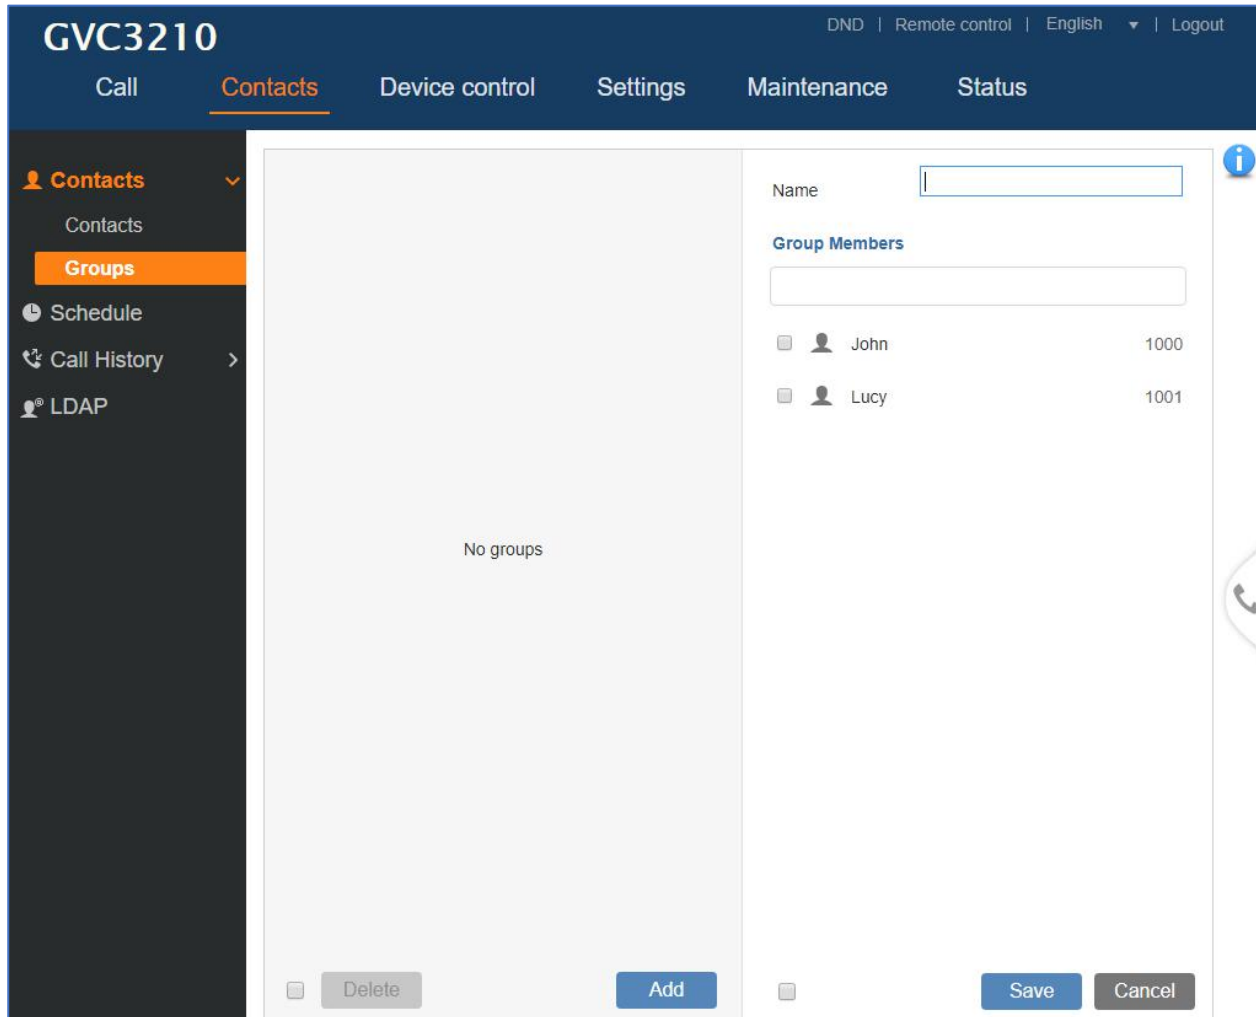 GVC3210
DND | Remote control | English | Logout
Call Contacts Device control Settings Maintenance Status
Contacts
Contacts
Groups
Schedule
Call History
LDAP
No groups
Delete Add
Name
Group Members
John 1000
Lucy 1001
Save Cancel